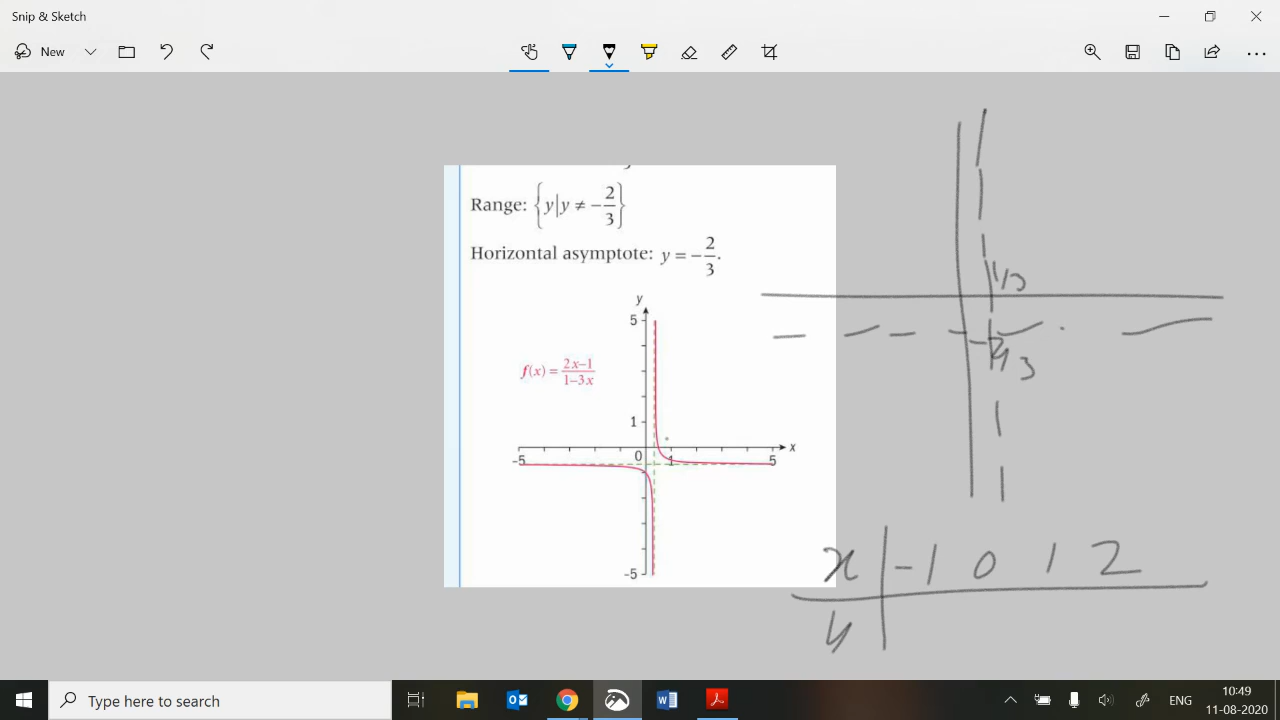 Snip & Sketch
New
Range: {y|y ≠ -2/3}
Horizontal asymptote: y = -2/3.
y
5
f(x) = 2x-1/1-3x
1
-5 0 1 5 x
-5
1/3
-2/3
x | -1 0 1 2
y
Type here to search
ENG
10:49
11-08-2020